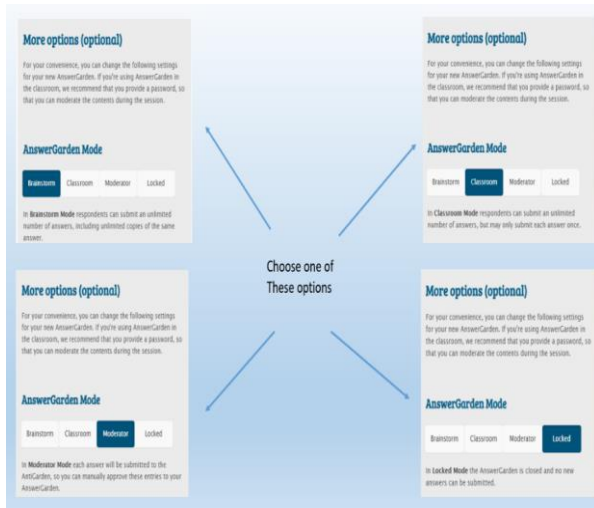 More options (optional)
For your convenience, you can change the following settings
for your new AnswerGarden. If you're using AnswerGarden in
the classroom, we recommend that you provide a password, so
that you can moderate the contents during the session.
AnswerGarden Mode
Brainstorm Classroom Moderator Locked
In Brainstorm Mode respondents can submit an unlimited
number of answers, including unlimited copies of the same
answer.
More options (optional)
For your convenience, you can change the following settings
for your new AnswerGarden. If you're using AnswerGarden in
the classroom, we recommend that you provide a password, so
that you can moderate the contents during the session.
AnswerGarden Mode
Brainstorm Classroom Moderator Locked
In Classroom Mode respondents can submit an unlimited
number of answers, but may only submit each answer once.
Choose one of
These options
More options (optional)
For your convenience, you can change the following settings
for your new AnswerGarden. If you're using AnswerGarden in
the classroom, we recommend that you provide a password, so
that you can moderate the contents during the session.
AnswerGarden Mode
Brainstorm Classroom Moderator Locked
In Moderator Mode each answer will be submitted to the
AntiGarden, so you can manually approve these entries to your
AnswerGarden.
More options (optional)
For your convenience, you can change the following settings
for your new AnswerGarden. If you're using AnswerGarden in
the classroom, we recommend that you provide a password, so
that you can moderate the contents during the session.
AnswerGarden Mode
Brainstorm Classroom Moderator Locked
In Locked Mode the AnswerGarden is closed and no new
answers can be submitted.